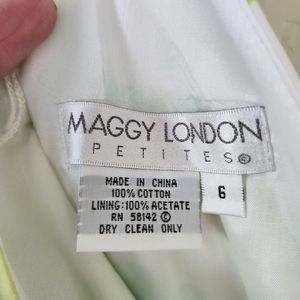 MAGGY LONDON
PETITES®
MADE IN CHINA
100% COTTON
LINING: 100% ACETATE
RN 58142 ©
DRY CLEAN ONLY
6